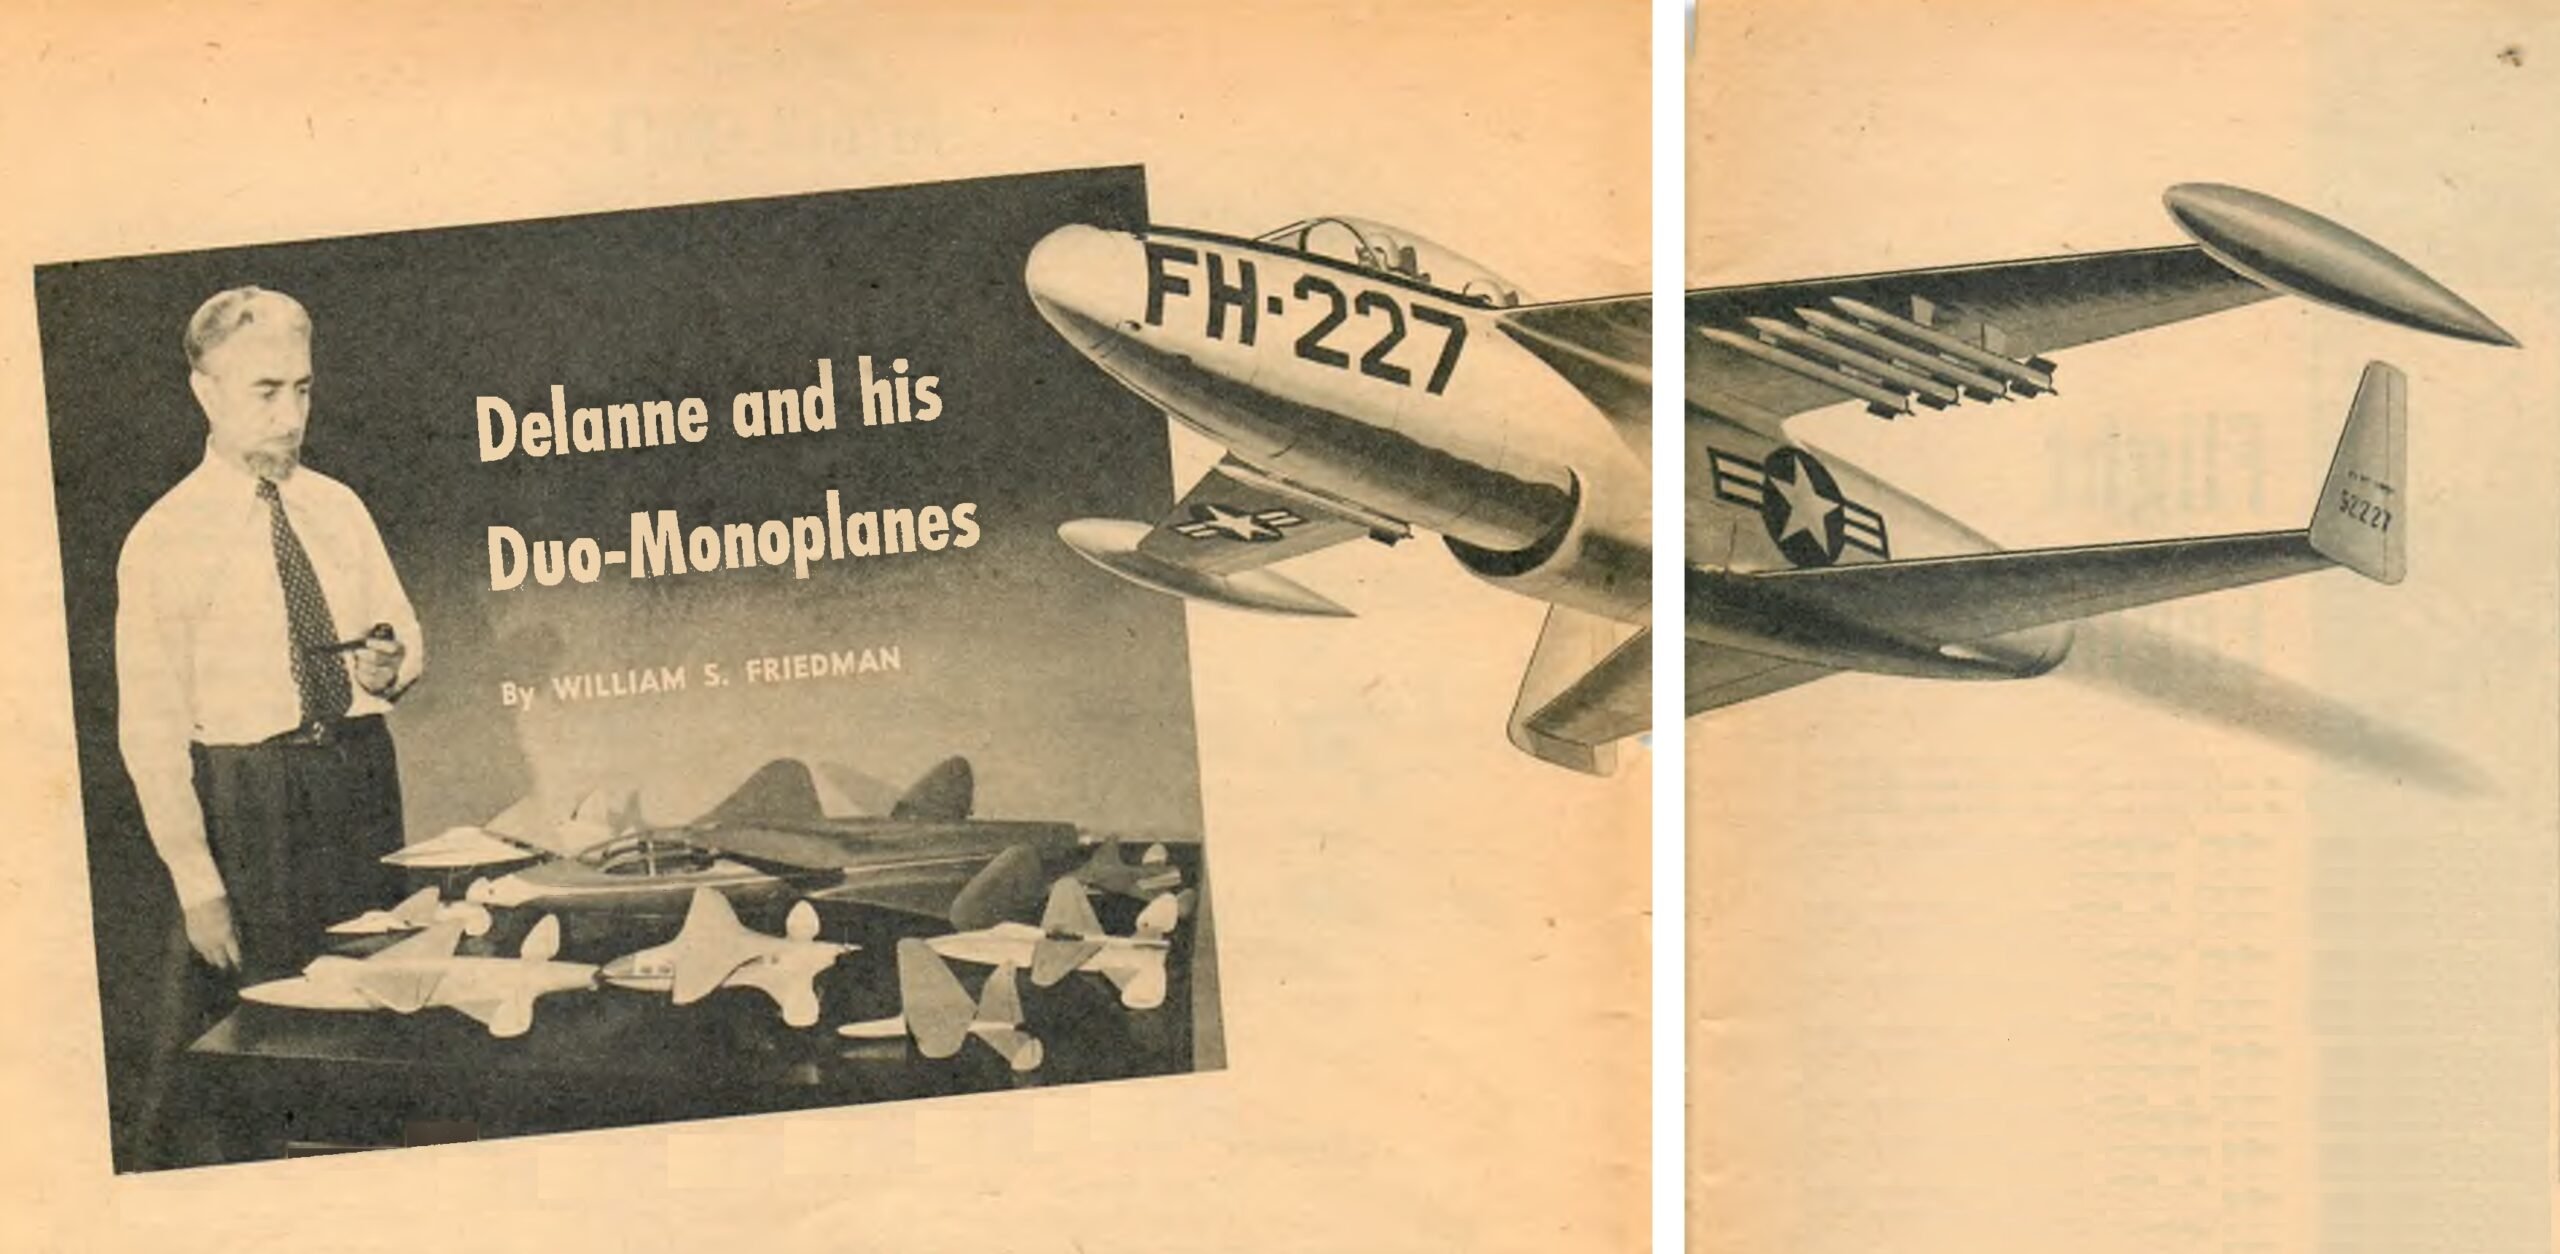 Delanne and his
Duo-Monoplanes
By WILLIAM S. FRIEDMAN
FH-227
52227